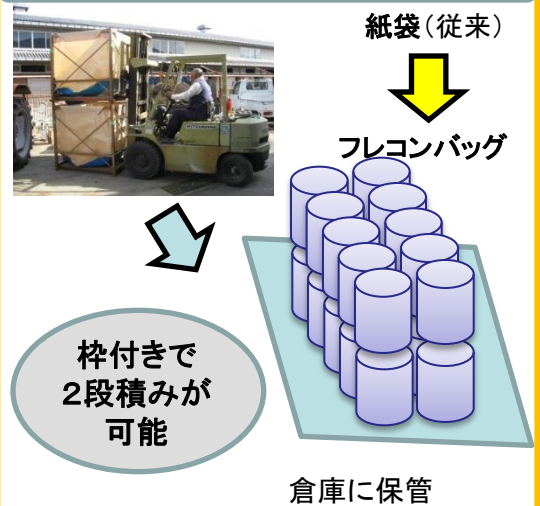 紙袋（従来）
フレコンバッグ
枠付きで
２段積みが
可能
倉庫に保管